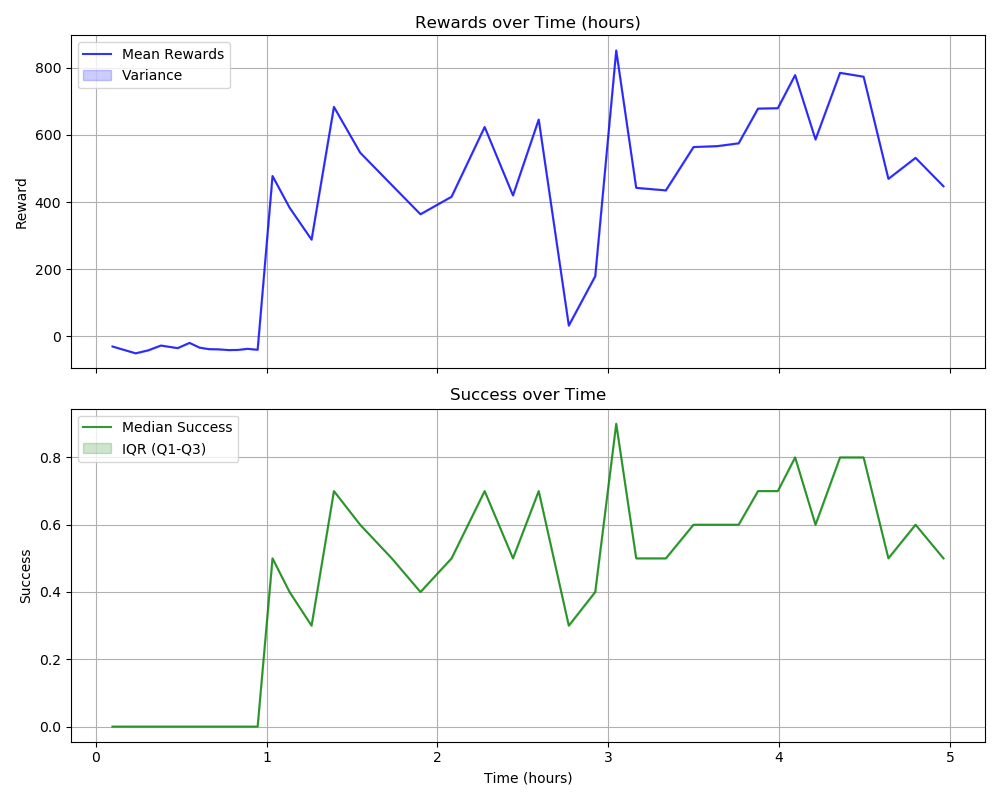 Rewards over Time (hours)
Mean Rewards
Variance
800
600
400
200
0
Reward
Success over Time
Median Success
IQR (Q1-Q3)
0.8
0.6
0.4
0.2
0.0
Success
0 1 2 3 4 5
Time (hours)